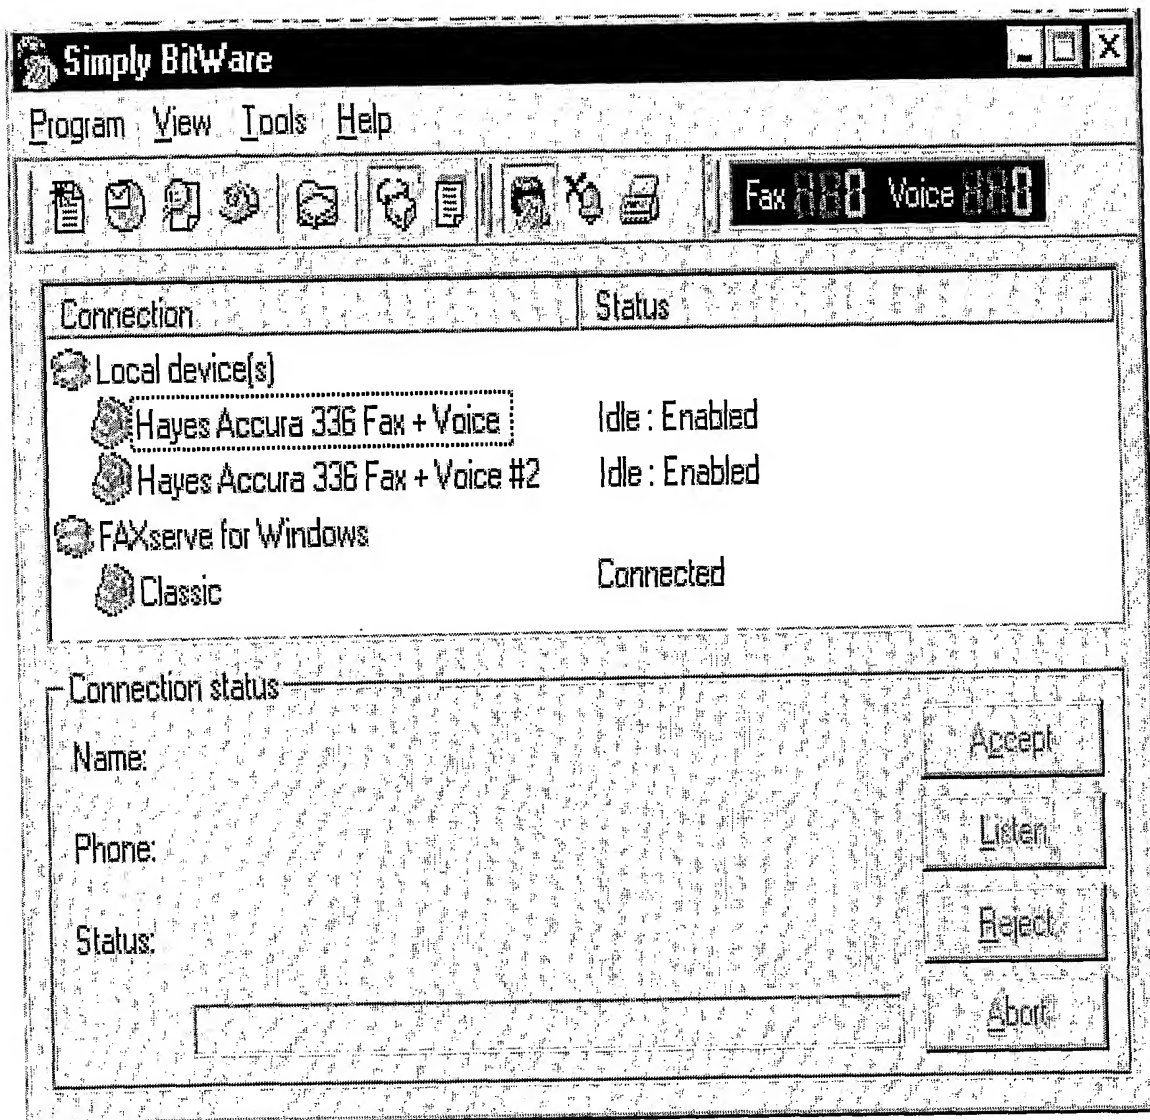 Simply BitWare
Program View Tools Help
Fax 0 Voice 0
Connection Status
Local device(s)
Hayes Accura 336 Fax + Voice Idle : Enabled
Hayes Accura 336 Fax + Voice #2 Idle : Enabled
FAXserve for Windows
Classic Connected
Connection status
Name:
Accept
Phone:
Listen
Status:
Reject
Abort